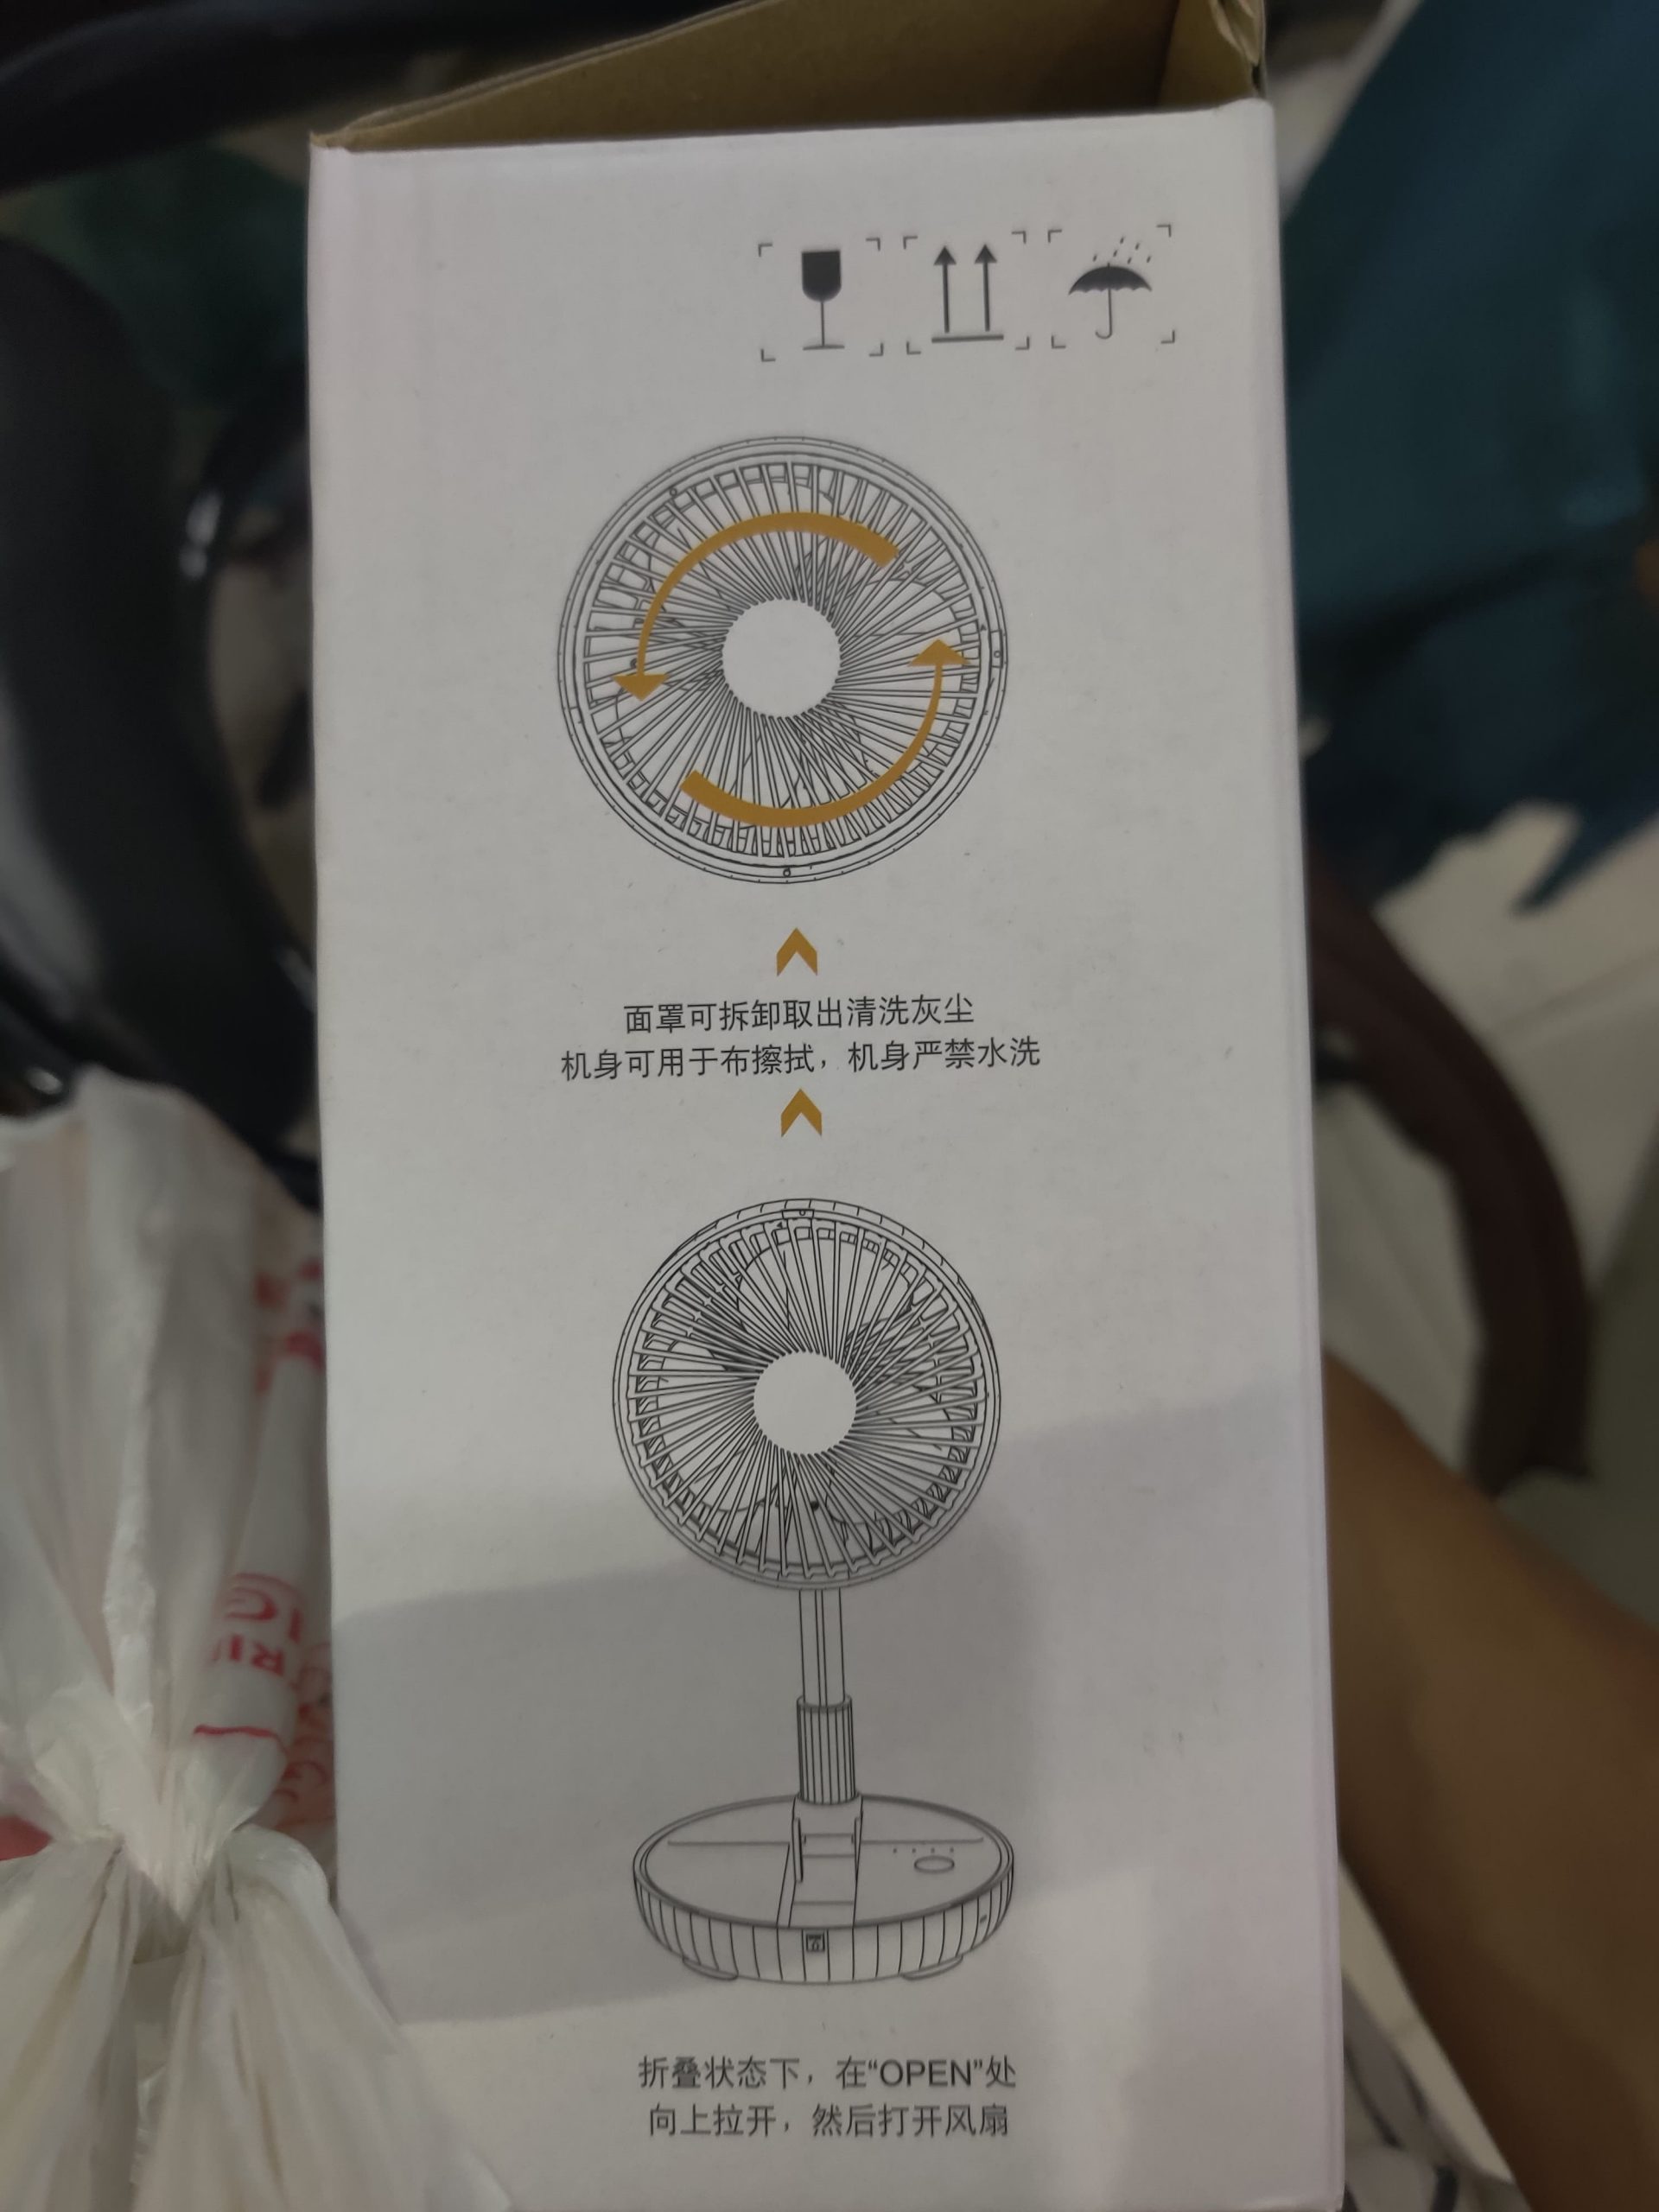 面罩可拆卸取出清洗灰尘
机身可用于布擦拭，机身严禁水洗
折叠状态下，在“OPEN”处
向上拉开，然后打开风扇